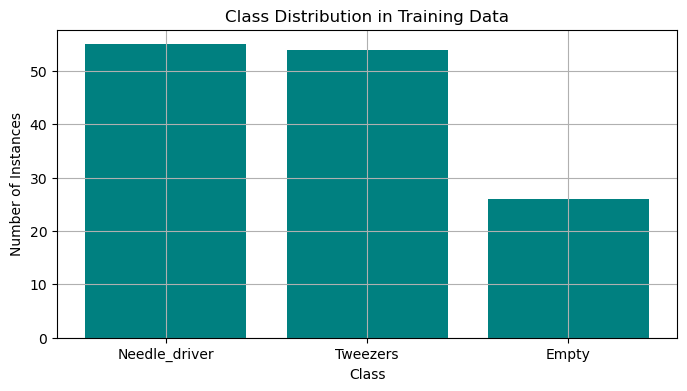 Class Distribution in Training Data
Number of Instances
50
40
30
20
10
0
Needle_driver
Tweezers
Empty
Class